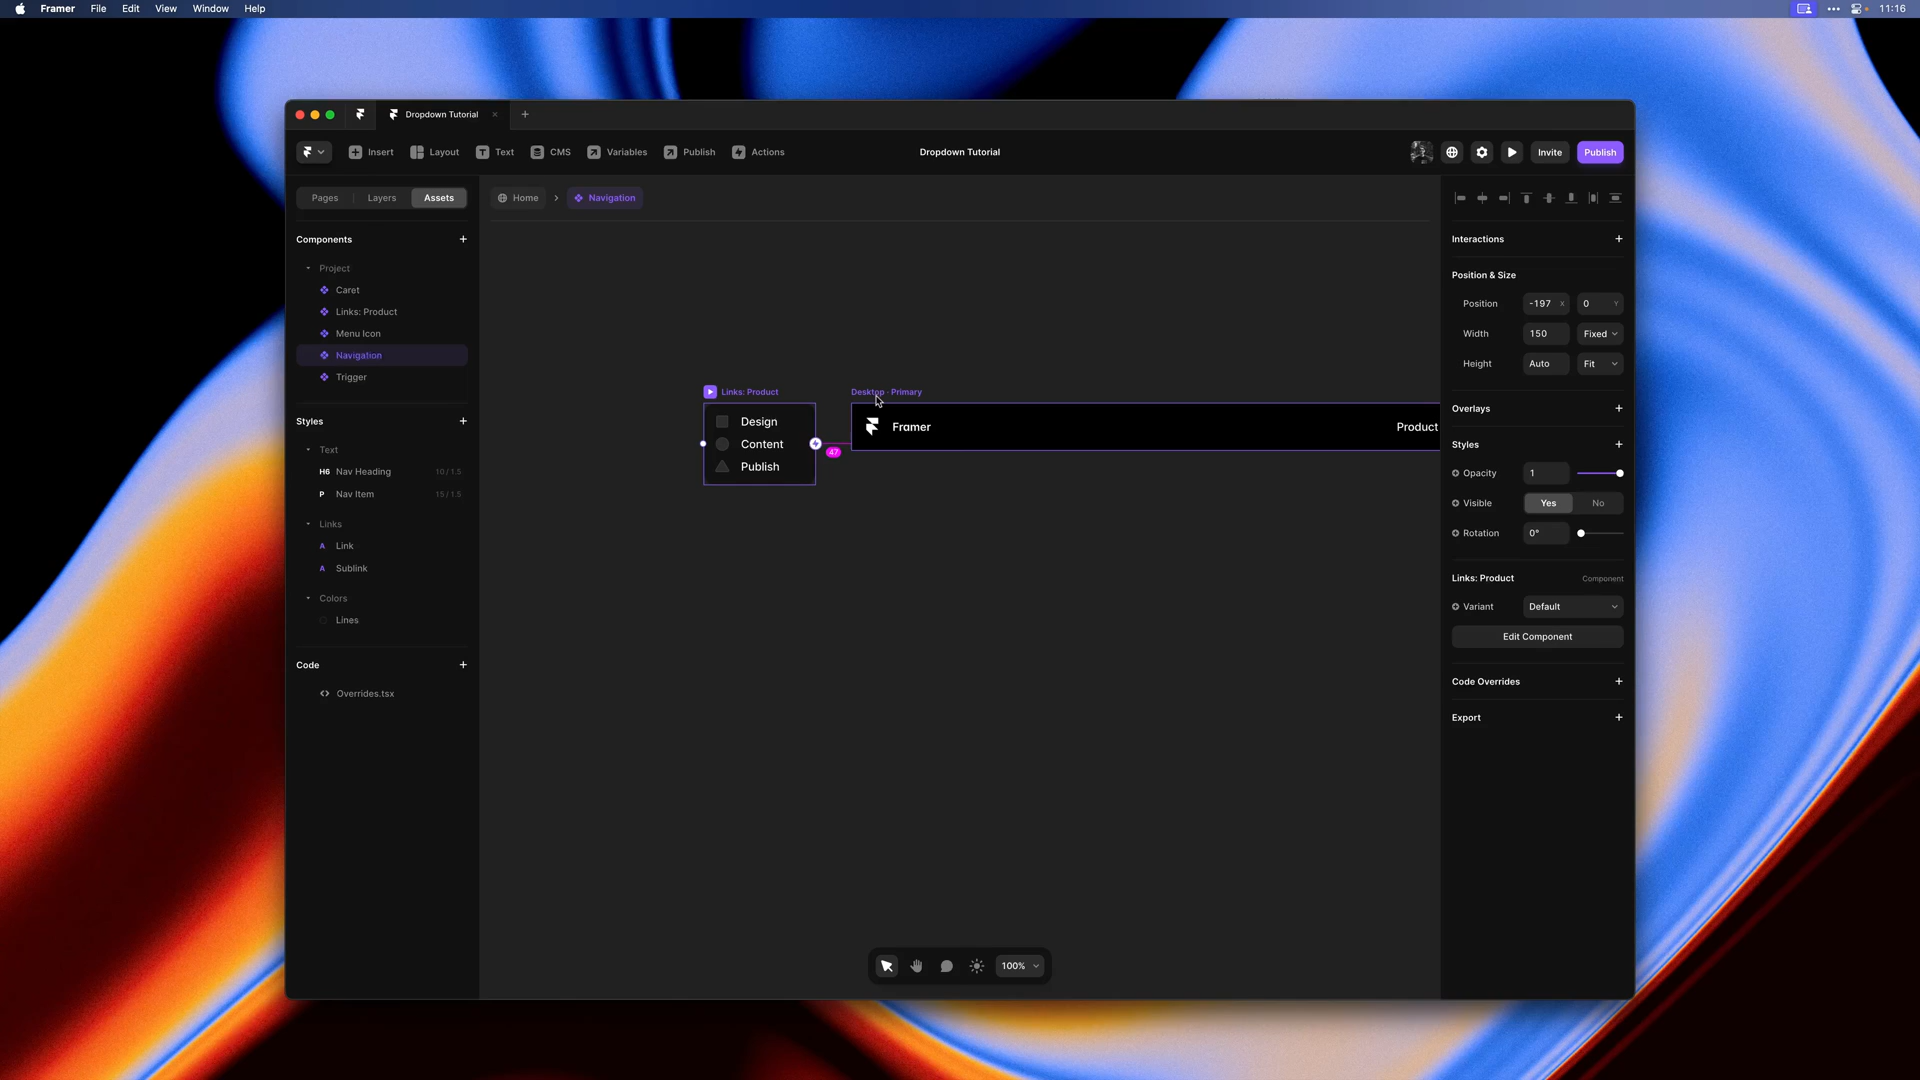 Framer File Edit View Window Help
11:16
Dropdown Tutorial
Insert Layout Text CMS Variables Publish Actions
Dropdown Tutorial
Invite Publish
Pages Layers Assets
Home Navigation
Components
Project
Caret
Links: Product
Menu Icon
Navigation
Trigger
Styles
Text
H6 Nav Heading 10/1.5
P Nav Item 15/1.5
Links
A Link
A Sublink
Colors
Lines
Code
Overrides.tsx
Links: Product
Design
Content
Publish
47
Desktop · Primary
Framer
Product
100%
Interactions
Position & Size
Position -197 X 0 Y
Width 150 Fixed
Height Auto Fit
Overlays
Styles
Opacity 1
Visible Yes No
Rotation 0°
Links: Product Component
Variant Default
Edit Component
Code Overrides
Export